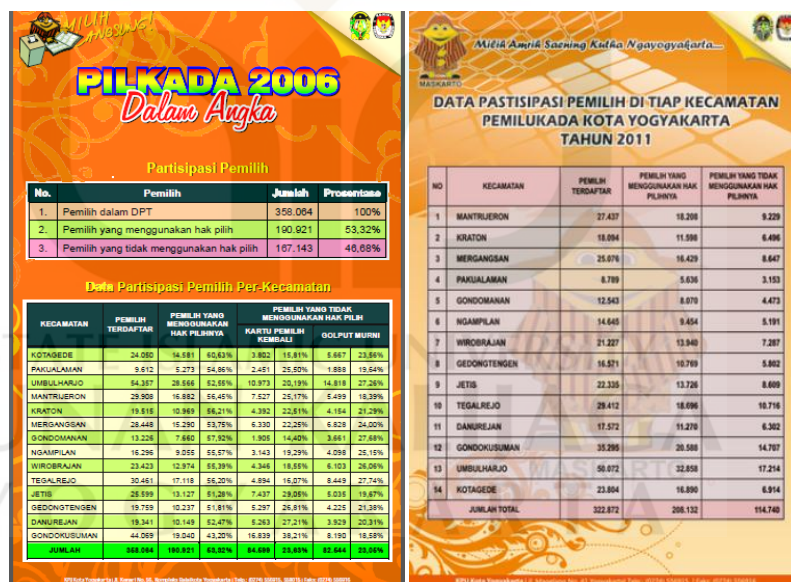 MILIH
LANGSUNG!
PILKADA 2006
Dalam Angka
Partisipasi Pemilih
No. Pemilih Jumlah Prosentase
1. Pemilih dalam DPT 358.064 100%
2. Pemilih yang menggunakan hak pilih 190.921 53,32%
3. Pemilih yang tidak menggunakan hak pilih 167.143 46,68%
Data Partisipasi Pemilih Per-Kecamatan
KECAMATAN PEMILIH TERDAFTAR PEMILIH YANG MENGGUNAKAN HAK PILIHNYA PEMILIH YANG TIDAK MENGGUNAKAN HAK PILIH
KARTU PEMILIH KEMBALI GOLPUT MURNI
KOTAGEDE 24.050 14.581 60,63% 3.802 15,81% 5.667 23,56%
PAKUALAMAN 9.612 5.273 54,86% 2.451 25,50% 1.888 19,64%
UMBULHARJO 54.357 28.566 52,55% 10.973 20,19% 14.818 27,26%
MANTRIJERON 29.908 16.882 56,45% 7.527 25,17% 5.499 18,39%
KRATON 19.515 10.969 56,21% 4.392 22,51% 4.154 21,29%
MERGANGSAN 28.448 15.290 53,75% 6.330 22,25% 6.828 24,00%
GONDOMANAN 13.226 7.660 57,92% 1.905 14,40% 3.661 27,68%
NGAMPILAN 16.296 9.055 55,57% 3.143 19,29% 4.098 25,15%
WIROBRAJAN 23.423 12.974 55,39% 4.346 18,55% 6.103 26,06%
TEGALREJO 30.461 17.118 56,20% 4.894 16,07% 8.449 27,74%
JETIS 25.599 13.127 51,28% 7.437 29,05% 5.035 19,67%
GEDONGTENGEN 19.759 10.237 51,81% 5.297 26,81% 4.225 21,38%
DANUREJAN 19.341 10.149 52,47% 5.263 27,21% 3.929 20,31%
GONDOKUSUMAN 44.069 19.040 43,20% 16.839 38,21% 8.190 18,58%
JUMLAH 358.064 190.921 53,32% 84.599 23,63% 82.544 23,05%
Milih Amrih Saening Kutha Ngayogyakarta....
MASKARTO
DATA PASTISIPASI PEMILIH DI TIAP KECAMATAN
PEMILUKADA KOTA YOGYAKARTA
TAHUN 2011
NO KECAMATAN PEMILIH TERDAFTAR PEMILIH YANG MENGGUNAKAN HAK PILIHNYA PEMILIH YANG TIDAK MENGGUNAKAN HAK PILIHNYA
1 MANTRIJERON 27.437 18.208 9.229
2 KRATON 18.094 11.598 6.496
3 MERGANGSAN 25.076 16.429 8.647
4 PAKUALAMAN 8.789 5.636 3.153
5 GONDOMANAN 12.543 8.070 4.473
6 NGAMPILAN 14.645 9.454 5.191
7 WIROBRAJAN 21.227 13.940 7.287
8 GEDONGTENGEN 16.571 10.769 5.802
9 JETIS 22.335 13.726 8.609
10 TEGALREJO 29.412 18.696 10.716
11 DANUREJAN 17.572 11.270 6.302
12 GONDOKUSUMAN 35.295 20.588 14.707
13 UMBULHARJO 50.072 32.858 17.214
14 KOTAGEDE 23.804 16.890 6.914
JUMLAH TOTAL 322.872 208.132 114.740